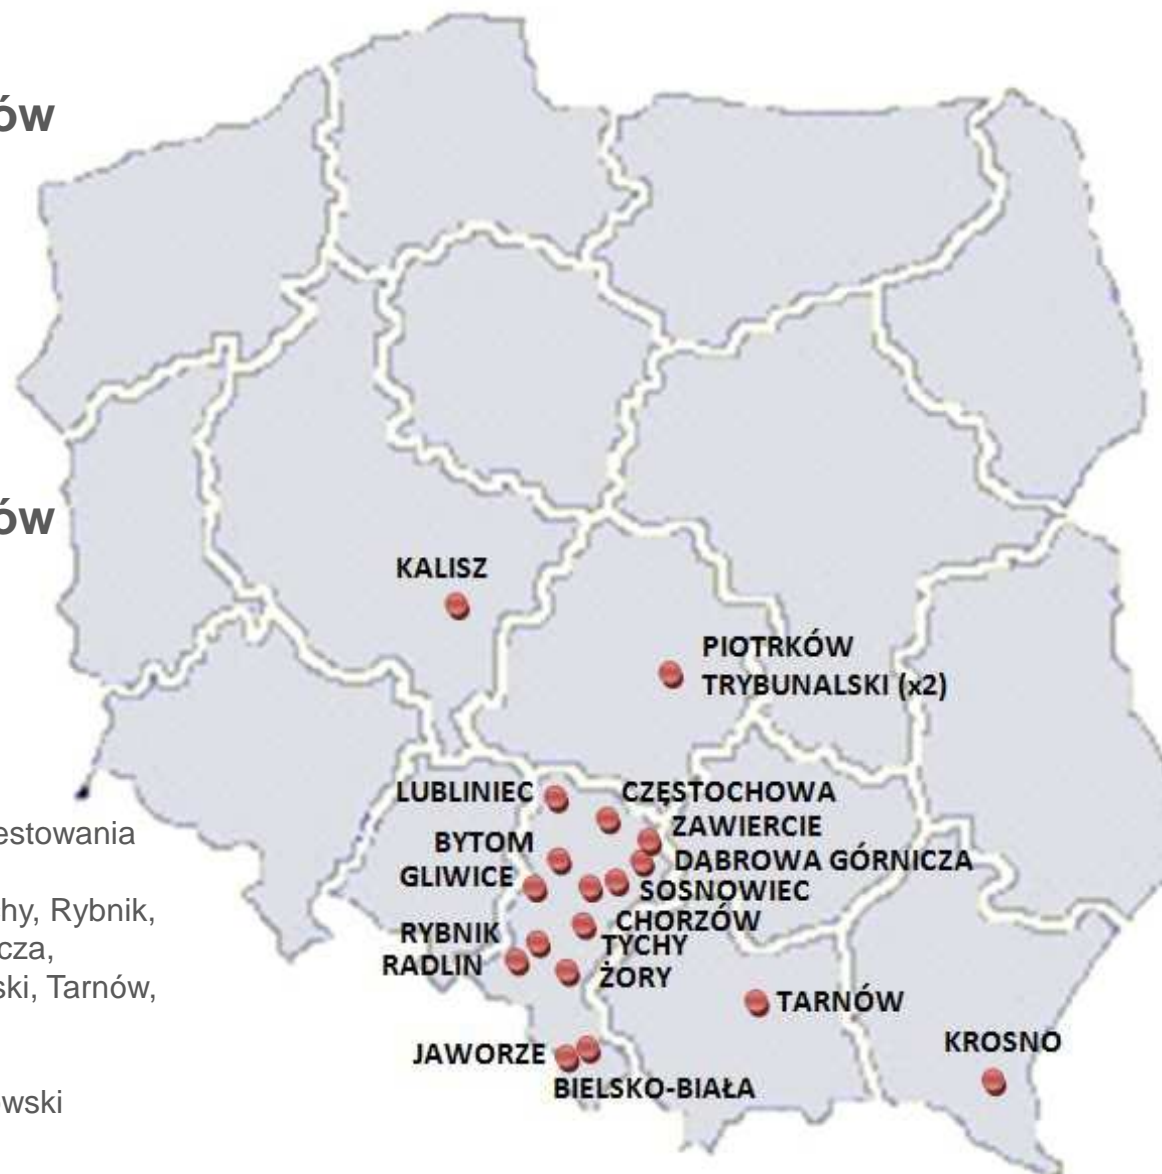 ów
ów
estowania
hy, Rybnik,
cza,
ski, Tarnów,
owski
KALISZ
PIOTRKÓW
TRYBUNALSKI (x2)
LUBLINIEC
CZĘSTOCHOWA
ZAWIERCIE
BYTOM
DĄBROWA GÓRNICZA
GLIWICE
SOSNOWIEC
CHORZÓW
RYBNIK
TYCHY
RADLIN
ŻORY
TARNÓW
KROSNO
JAWORZE
BIELSKO-BIAŁA